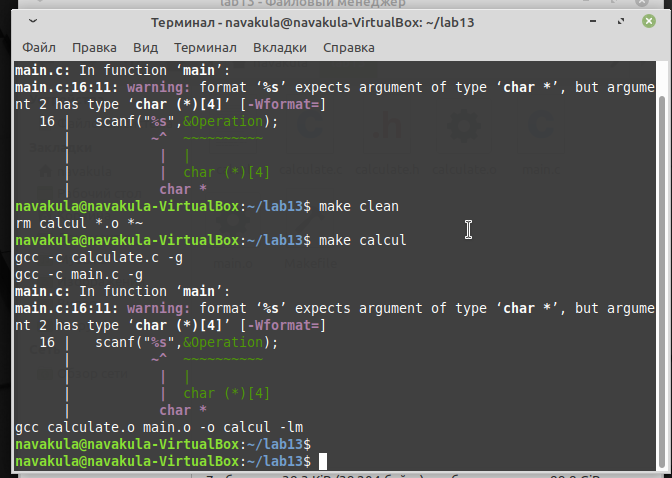 lab13 - Файловый менеджер
Терминал - navakula@navakula-VirtualBox: ~/lab13
Файл Правка Вид Терминал Вкладки Справка
main.c: In function ‘main’:
main.c:16:11: warning: format ‘%s’ expects argument of type ‘char *’, but argume
nt 2 has type ‘char (*)[4]’ [-Wformat=]
16 | scanf("%s",&Operation);
| ~^ ~~~~~~~~~~
| | |
| | char (*)[4]
| char *
navakula@navakula-VirtualBox:~/lab13$ make clean
rm calcul *.o *~
navakula@navakula-VirtualBox:~/lab13$ make calcul
gcc -c calculate.c -g
gcc -c main.c -g
main.c: In function ‘main’:
main.c:16:11: warning: format ‘%s’ expects argument of type ‘char *’, but argume
nt 2 has type ‘char (*)[4]’ [-Wformat=]
16 | scanf("%s",&Operation);
| ~^ ~~~~~~~~~~
| | |
| | char (*)[4]
| char *
gcc calculate.o main.o -o calcul -lm
navakula@navakula-VirtualBox:~/lab13$
navakula@navakula-VirtualBox:~/lab13$